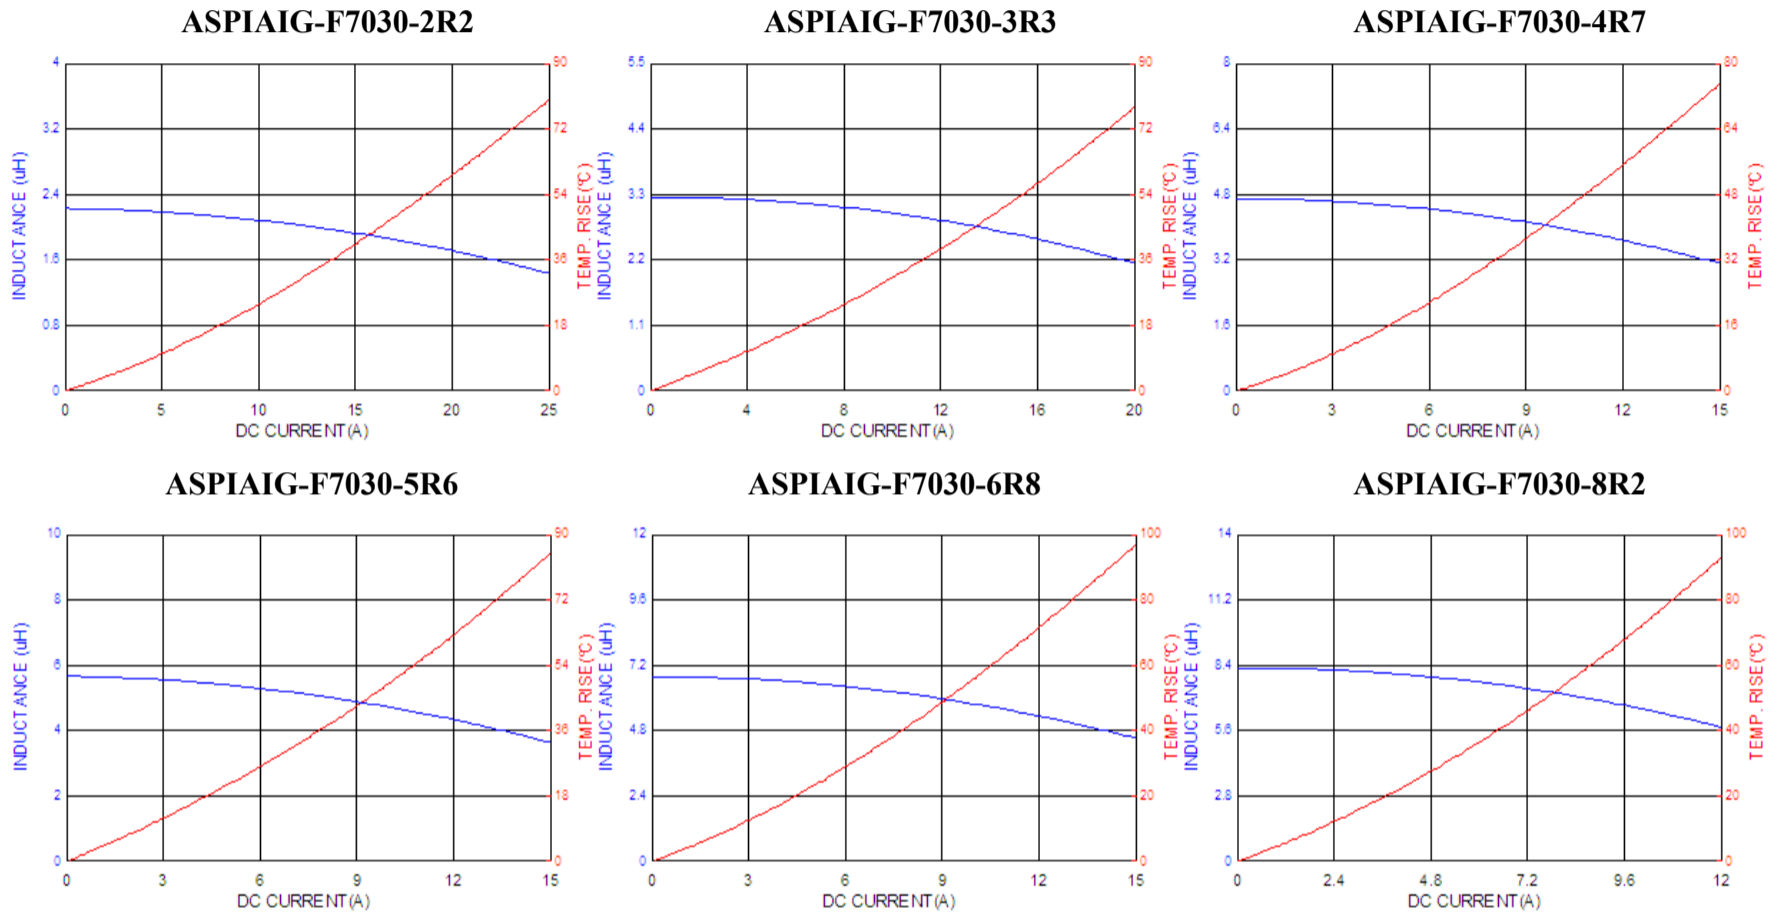 ASPIAIG-F7030-2R2
4
3.2
2.4
1.6
0.8
0
90
72
54
36
18
0
0 5 10 15 20 25
INDUCTANCE (uH)
TEMP. RISE(ºC)
DC CURRENT(A)
ASPIAIG-F7030-3R3
5.5
4.4
3.3
2.2
1.1
0
90
72
54
36
18
0
0 4 8 12 16 20
INDUCTANCE (uH)
TEMP. RISE(ºC)
DC CURRENT(A)
ASPIAIG-F7030-4R7
8
6.4
4.8
3.2
1.6
0
80
64
48
32
16
0
0 3 6 9 12 15
INDUCTANCE (uH)
TEMP. RISE(ºC)
DC CURRENT(A)
ASPIAIG-F7030-5R6
10
8
6
4
2
0
90
72
54
36
18
0
0 3 6 9 12 15
INDUCTANCE (uH)
TEMP. RISE(ºC)
DC CURRENT(A)
ASPIAIG-F7030-6R8
12
9.6
7.2
4.8
2.4
0
100
80
60
40
20
0
0 3 6 9 12 15
INDUCTANCE (uH)
TEMP. RISE(ºC)
DC CURRENT(A)
ASPIAIG-F7030-8R2
14
11.2
8.4
5.6
2.8
0
100
80
60
40
20
0
0 2.4 4.8 7.2 9.6 12
INDUCTANCE (uH)
TEMP. RISE(ºC)
DC CURRENT(A)